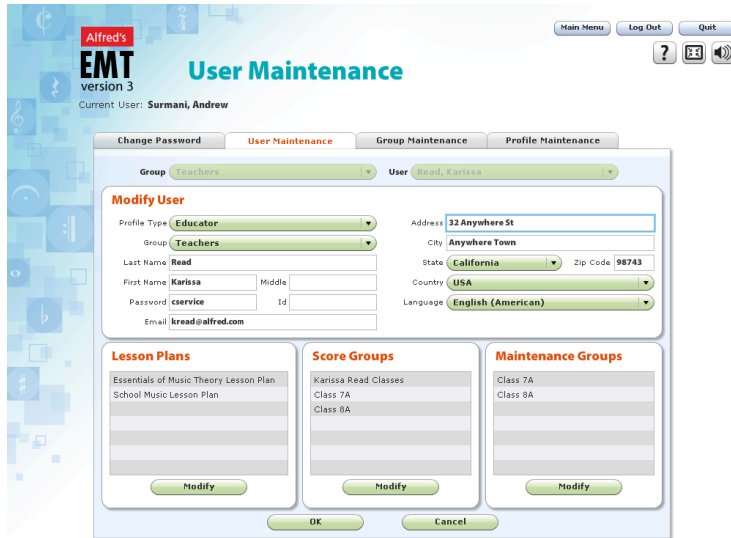 Main Menu Log Out Quit
Alfred's
EMT
version 3
User Maintenance
?
Current User: Surmani, Andrew
Change Password User Maintenance Group Maintenance Profile Maintenance
Group Teachers User Read, Karissa
Modify User
Profile Type Educator Address 32 Anywhere St
Group Teachers City Anywhere Town
Last Name Read State California Zip Code 98743
First Name Karissa Middle Country USA
Password cservice Id Language English (American)
Email kread@alfred.com
Lesson Plans Score Groups Maintenance Groups
Essentials of Music Theory Lesson Plan Karissa Read Classes Class 7A
School Music Lesson Plan Class 7A Class 8A
Class 8A
Modify Modify Modify
OK Cancel